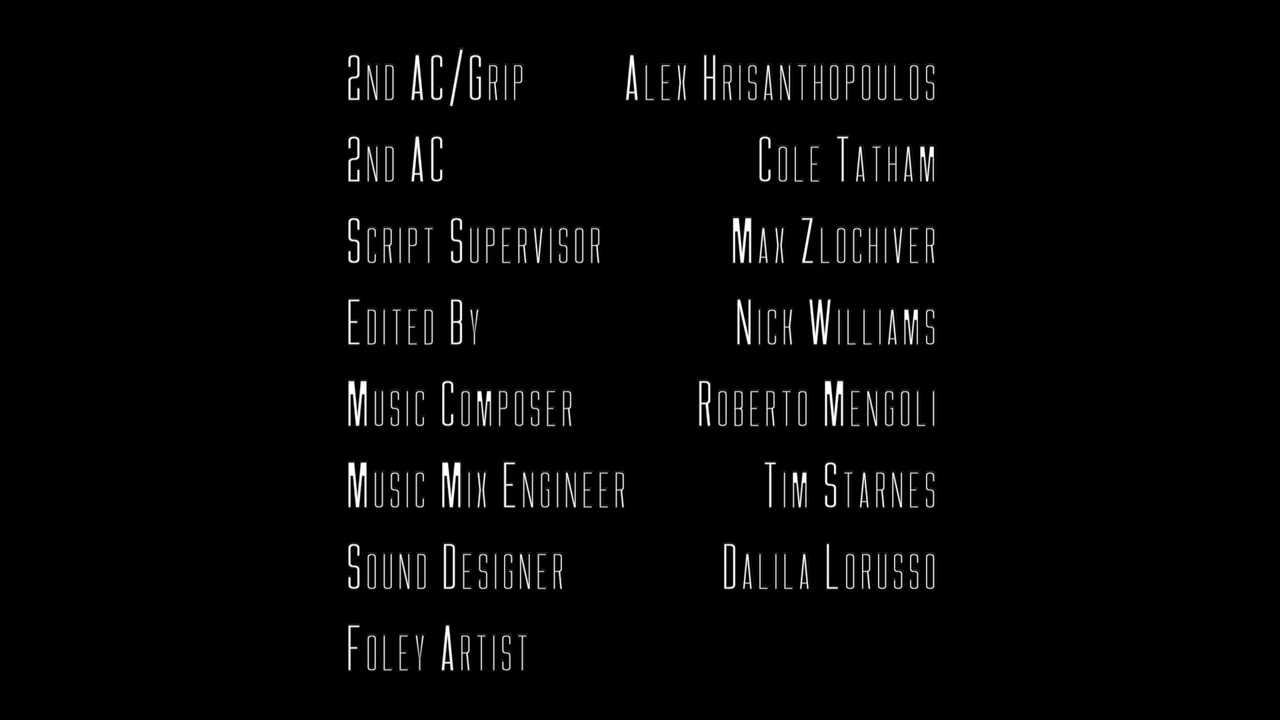 2nd AC/Grip Alex Hrisanthopoulos
2nd AC Cole Tatham
Script Supervisor Max Zlochiver
Edited By Nick Williams
Music Composer Roberto Mengoli
Music Mix Engineer Tim Starnes
Sound Designer Dalila Lorusso
Foley Artist